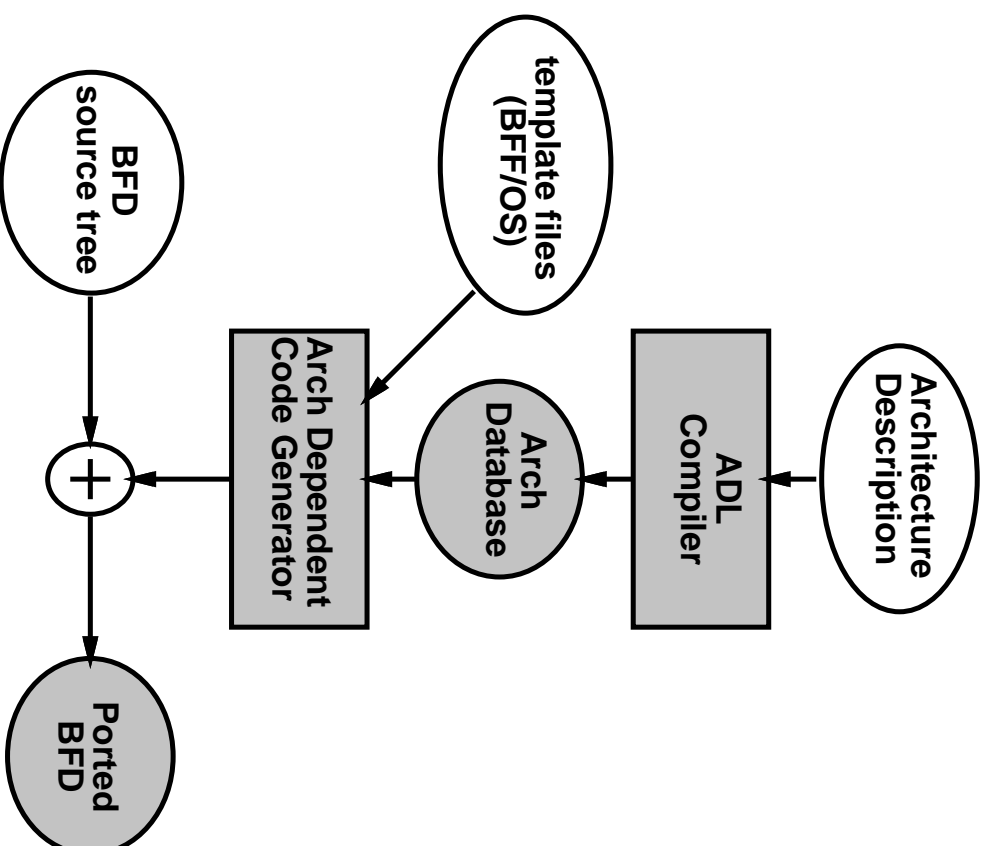 Architecture
Description
ADL
Compiler
template files
(BFF/OS)
Arch
Database
Arch Dependent
Code Generator
BFD
source tree
+
Ported
BFD